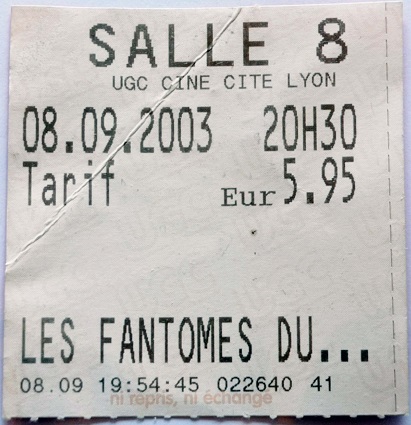 SALLE 8
UGC CINE CITE LYON
08.09.2003 20H30
Tarif Eur 5.95
LES FANTOMES DU...
08.09 19:54:45 022640 41
ni repris, ni échangé